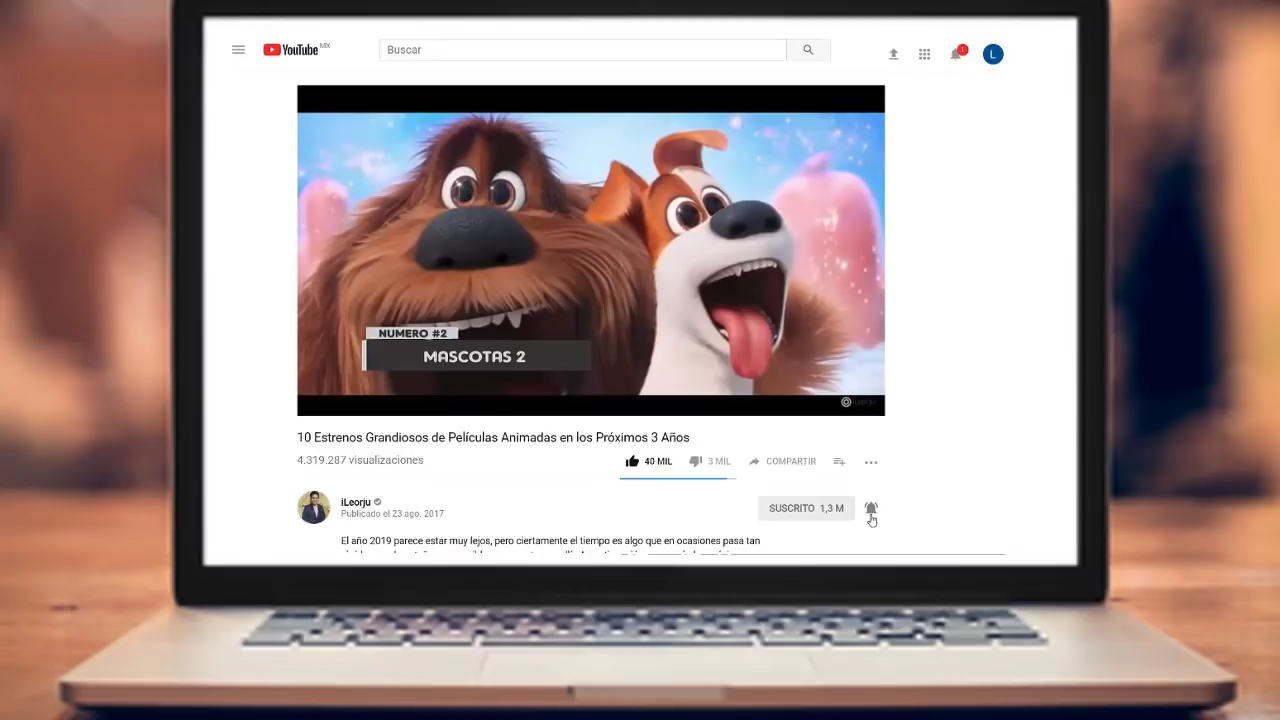 YouTube MX
Buscar
1
L
NUMERO #2
MASCOTAS 2
10 Estrenos Grandiosos de Películas Animadas en los Próximos 3 Años
4.319.287 visualizaciones
40 MIL
3 MIL
COMPARTIR
iLeorju
SUSCRITO 1,3 M
Publicado el 23 ago. 2017
El año 2019 parece estar muy lejos, pero ciertamente el tiempo es algo que en ocasiones pasa tan